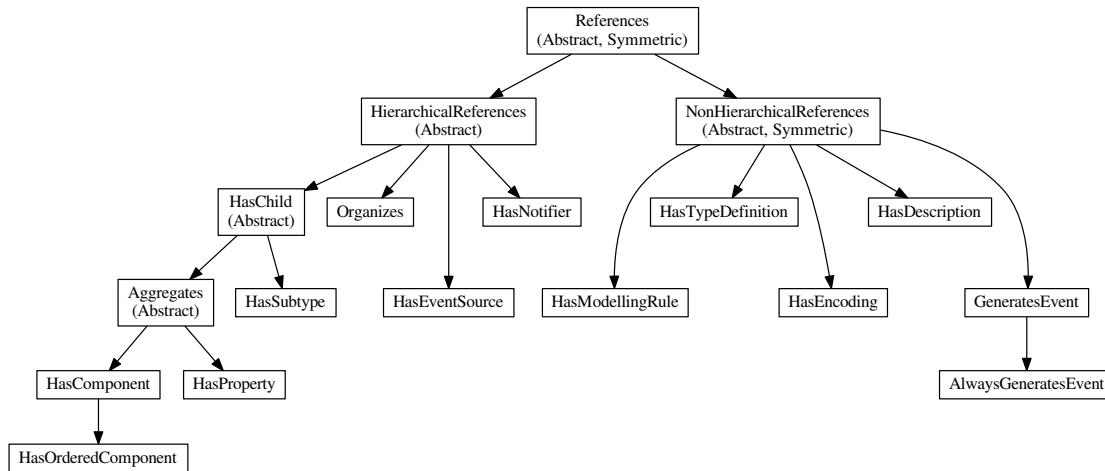 References
(Abstract, Symmetric)
HierarchicalReferences
(Abstract)
NonHierarchicalReferences
(Abstract, Symmetric)
HasChild
(Abstract)
Organizes
HasNotifier
HasTypeDefinition
HasDescription
Aggregates
(Abstract)
HasSubtype
HasEventSource
HasModellingRule
HasEncoding
GeneratesEvent
HasComponent
HasProperty
AlwaysGeneratesEvent
HasOrderedComponent